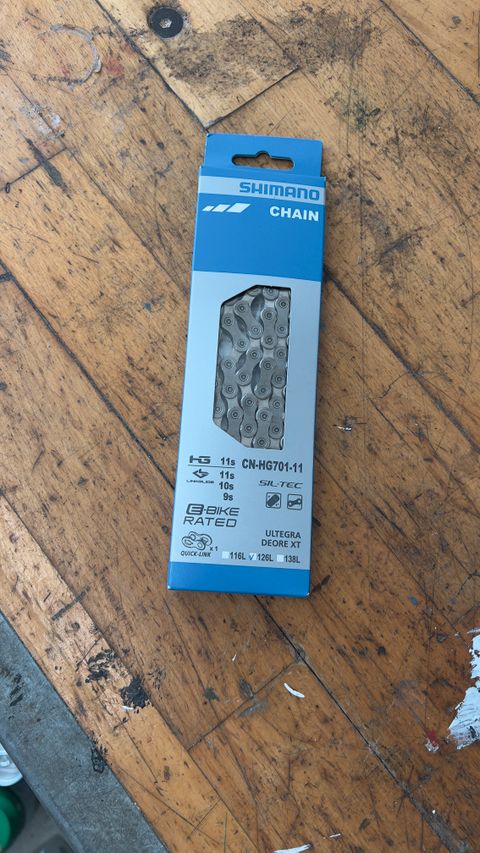 SHIMANO
CHAIN
HG 11s CN-HG701-11
LINKGLIDE 11s SIL-TEC
10s
9s
E-BIKE
RATED
ULTEGRA
DEORE XT
QUICK-LINK x1 116L 126L 138L